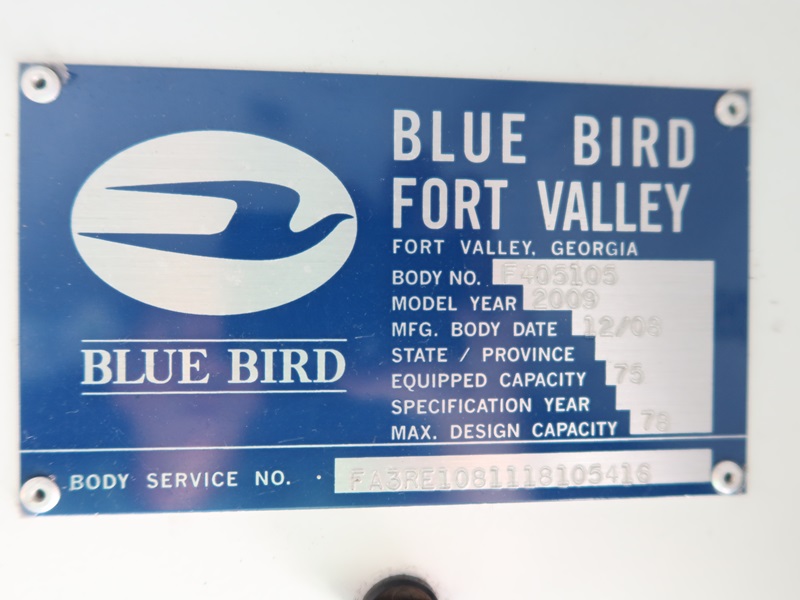 BLUE BIRD
FORT VALLEY
FORT VALLEY, GEORGIA
BODY NO. F405105
MODEL YEAR 2009
MFG. BODY DATE 12/08
STATE / PROVINCE
EQUIPPED CAPACITY 75
SPECIFICATION YEAR
MAX. DESIGN CAPACITY 78
BLUE BIRD
BODY SERVICE NO. ·